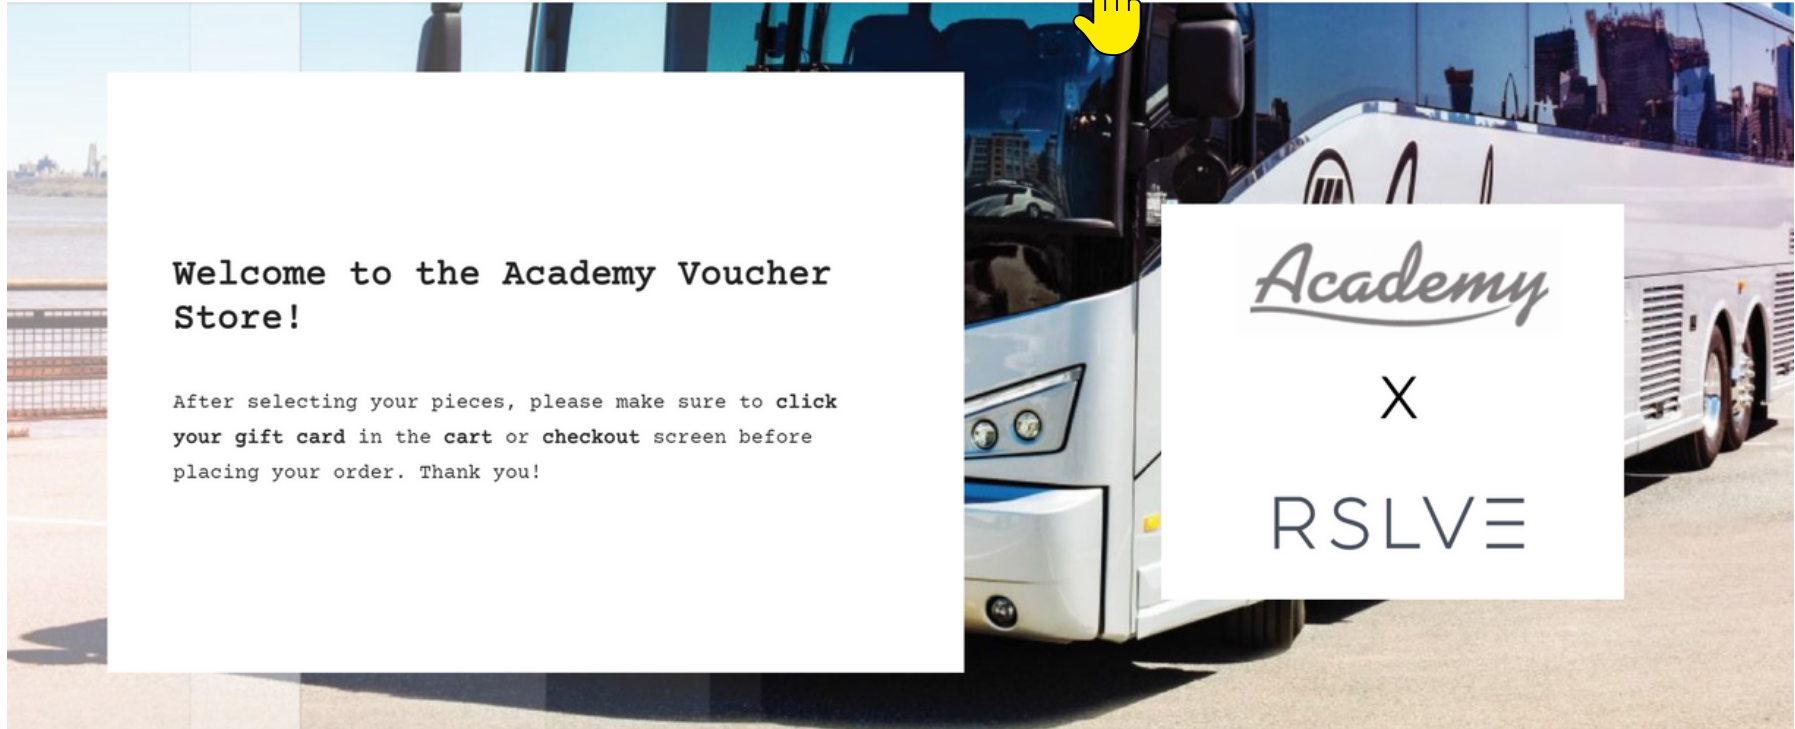 Welcome to the Academy Voucher
Store!
After selecting your pieces, please make sure to click
your gift card in the cart or checkout screen before
placing your order. Thank you!
Academy
X
RSLVE